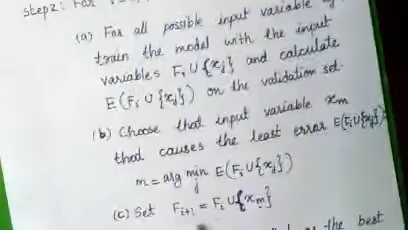 Step2: For
(a) For all possible input variable
train the model with the input
variables Fi ∪ {xj} and calculate
E (Fi ∪ {xj}) on the validation set.
(b) Choose that input variable xm
that causes the least error E(Fi ∪{xj})
m = arg min j E(Fi ∪{xj})
(c) Set Fi+1 = Fi ∪{xm}
the best